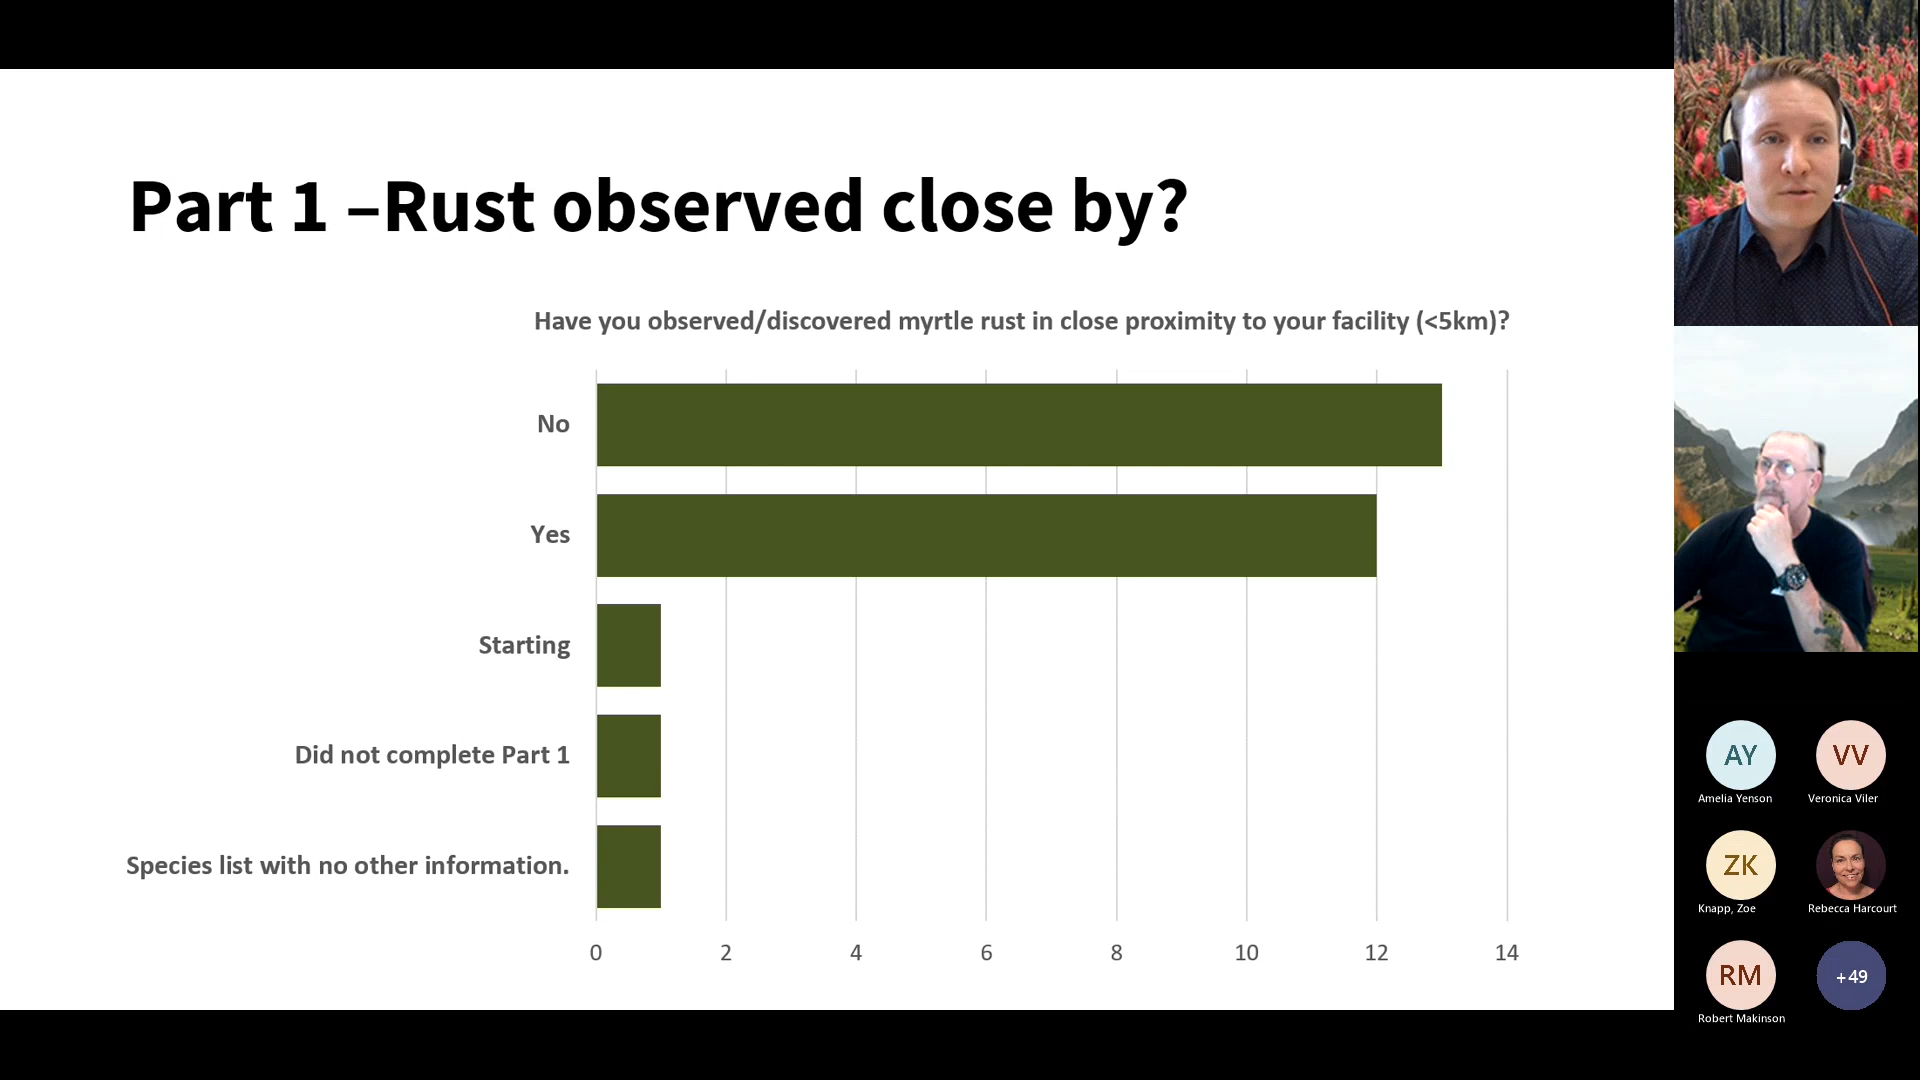 Part 1 –Rust observed close by?
Have you observed/discovered myrtle rust in close proximity to your facility (<5km)?
No
Yes
Starting
Did not complete Part 1
Species list with no other information.
0 2 4 6 8 10 12 14
AY VV
Amelia Yenson Veronica Viler
ZK
Knapp, Zoe Rebecca Harcourt
RM +49
Robert Makinson